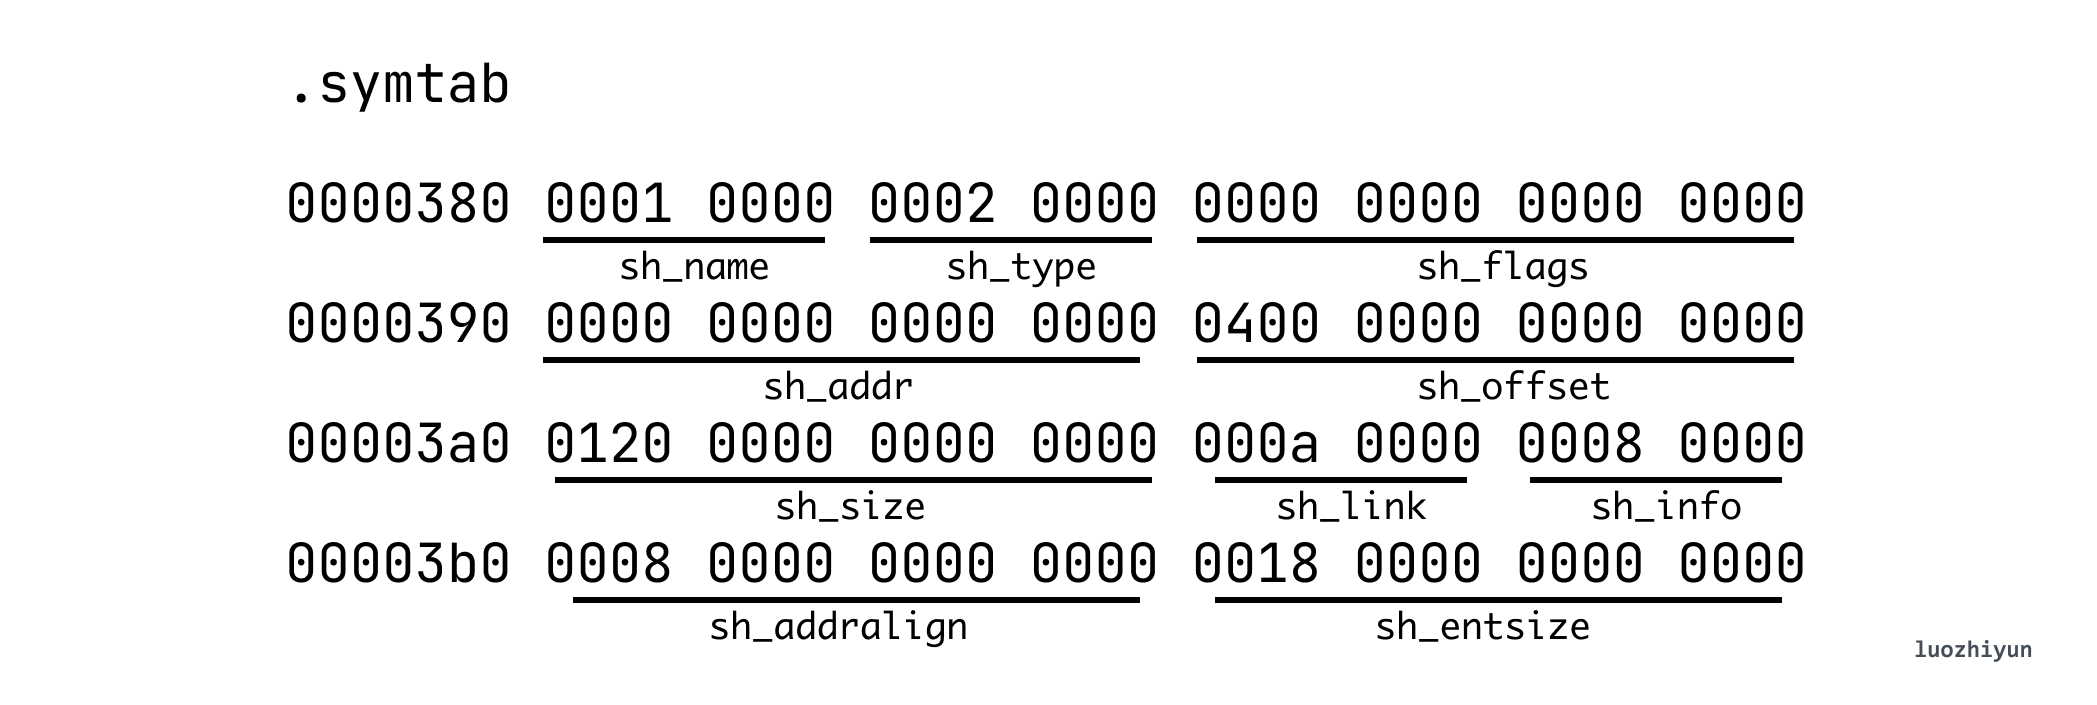 .symtab
0000380 0001 0000 0002 0000 0000 0000 0000 0000
sh_name sh_type sh_flags
0000390 0000 0000 0000 0000 0400 0000 0000 0000
sh_addr sh_offset
00003a0 0120 0000 0000 0000 000a 0000 0008 0000
sh_size sh_link sh_info
00003b0 0008 0000 0000 0000 0018 0000 0000 0000
sh_addralign sh_entsize
luozhiyun